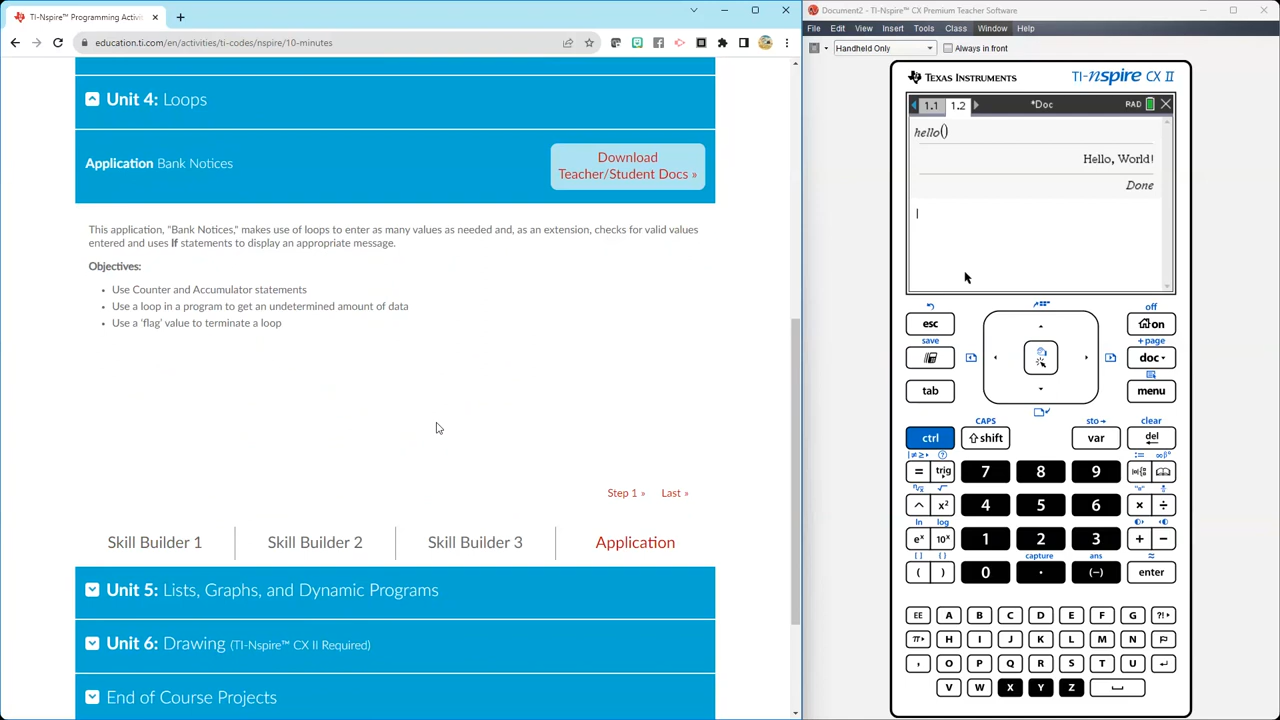 TI-Nspire™ Programming Activi
education.ti.com/en/activities/ti-codes/nspire/10-minutes
Unit 4: Loops
Application Bank Notices
Download
Teacher/Student Docs »
This application, "Bank Notices," makes use of loops to enter as many values as needed and, as an extension, checks for valid values
entered and uses If statements to display an appropriate message.
Objectives:
• Use Counter and Accumulator statements
• Use a loop in a program to get an undetermined amount of data
• Use a 'flag' value to terminate a loop
Step 1 »
Last »
Skill Builder 1
Skill Builder 2
Skill Builder 3
Application
Unit 5: Lists, Graphs, and Dynamic Programs
Unit 6: Drawing (TI-Nspire™ CX II Required)
End of Course Projects
Document2 - TI-Nspire™ CX Premium Teacher Software
File Edit View Insert Tools Class Window Help
Handheld Only
Always in front
TEXAS INSTRUMENTS
TI-nspire CX II
1.1 1.2 *Doc RAD
hello()
Hello, World!
Done
off
esc
on
save
+ page
doc
tab
menu
CAPS
sto→
clear
ctrl
shift
var
del
= trig 7 8 9
^ x² 4 5 6 × ÷
ln log
eˣ 10ˣ 1 2 3 + −
[ ] { } capture ans ≈
( ) 0 . (−) enter
EE A B C D E F G ?!▸
π▸ H I J K L M N
, O P Q R S T U
V W X Y Z